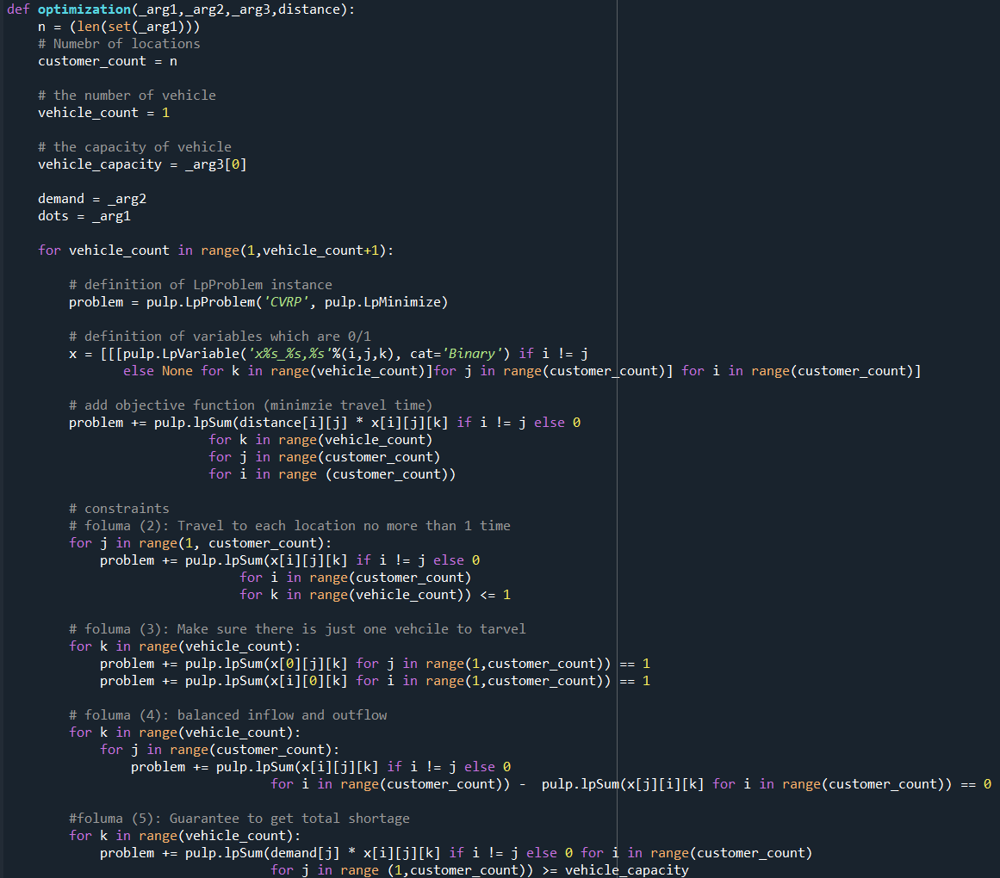 def optimization(_arg1,_arg2,_arg3,distance):
    n = (len(set(_arg1)))
    # Numebr of locations
    customer_count = n
    # the number of vehicle
    vehicle_count = 1
    # the capacity of vehicle
    vehicle_capacity = _arg3[0]
    demand = _arg2
    dots = _arg1
    for vehicle_count in range(1,vehicle_count+1):
        # definition of LpProblem instance
        problem = pulp.LpProblem('CVRP', pulp.LpMinimize)
        # definition of variables which are 0/1
        x = [[[pulp.LpVariable('x%s_%s,%s'%(i,j,k), cat='Binary') if i != j
               else None for k in range(vehicle_count)]for j in range(customer_count)] for i in range(customer_count)]
        # add objective function (minimzie travel time)
        problem += pulp.lpSum(distance[i][j] * x[i][j][k] if i != j else 0
                          for k in range(vehicle_count)
                          for j in range(customer_count)
                          for i in range (customer_count))
        # constraints
        # foluma (2): Travel to each location no more than 1 time
        for j in range(1, customer_count):
            problem += pulp.lpSum(x[i][j][k] if i != j else 0
                              for i in range(customer_count)
                              for k in range(vehicle_count)) <= 1
        # foluma (3): Make sure there is just one vehcile to tarvel
        for k in range(vehicle_count):
            problem += pulp.lpSum(x[0][j][k] for j in range(1,customer_count)) == 1
            problem += pulp.lpSum(x[i][0][k] for i in range(1,customer_count)) == 1
        # foluma (4): balanced inflow and outflow
        for k in range(vehicle_count):
            for j in range(customer_count):
                problem += pulp.lpSum(x[i][j][k] if i != j else 0
                                  for i in range(customer_count)) -  pulp.lpSum(x[j][i][k] for i in range(customer_count)) == 0
        #foluma (5): Guarantee to get total shortage
        for k in range(vehicle_count):
            problem += pulp.lpSum(demand[j] * x[i][j][k] if i != j else 0 for i in range(customer_count)
                                  for j in range (1,customer_count)) >= vehicle_capacity